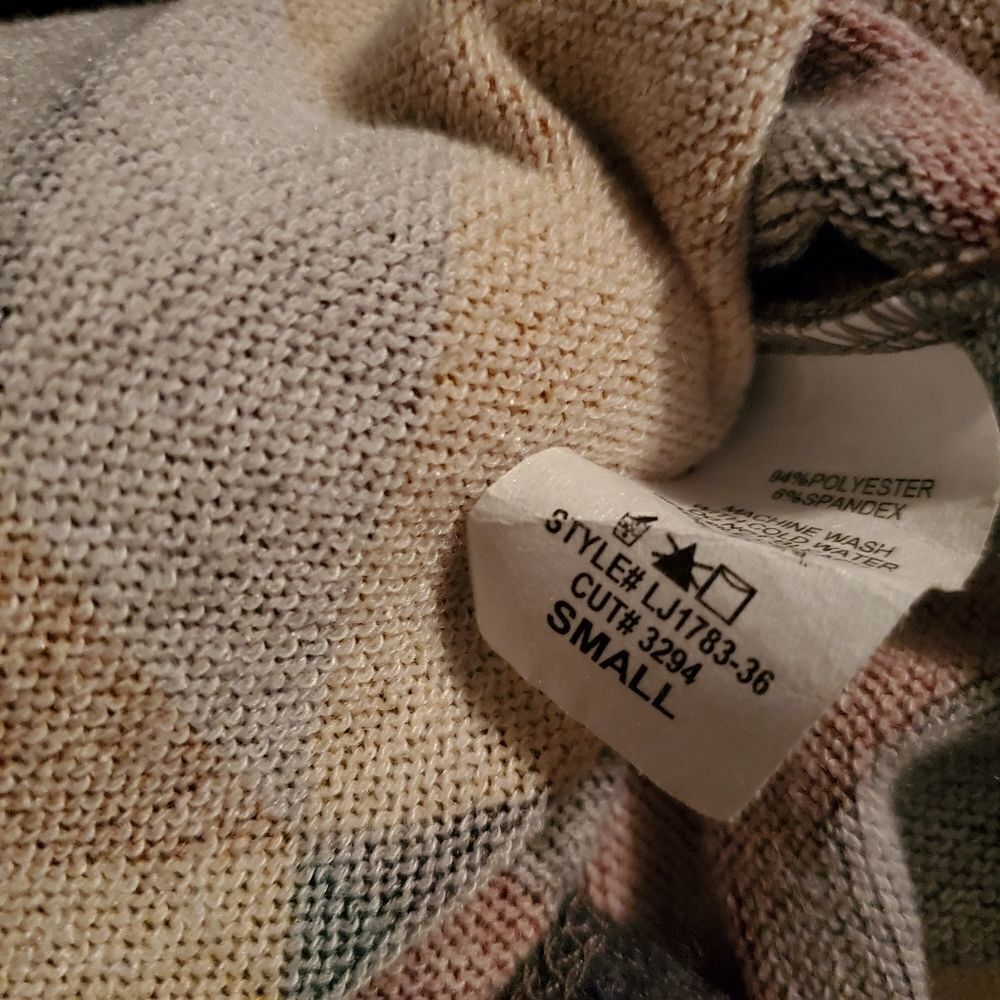 94%POLYESTER
6%SPANDEX
MACHINE WASH
COLD WATER
STYLE# LJ1783-36
CUT# 3294
SMALL